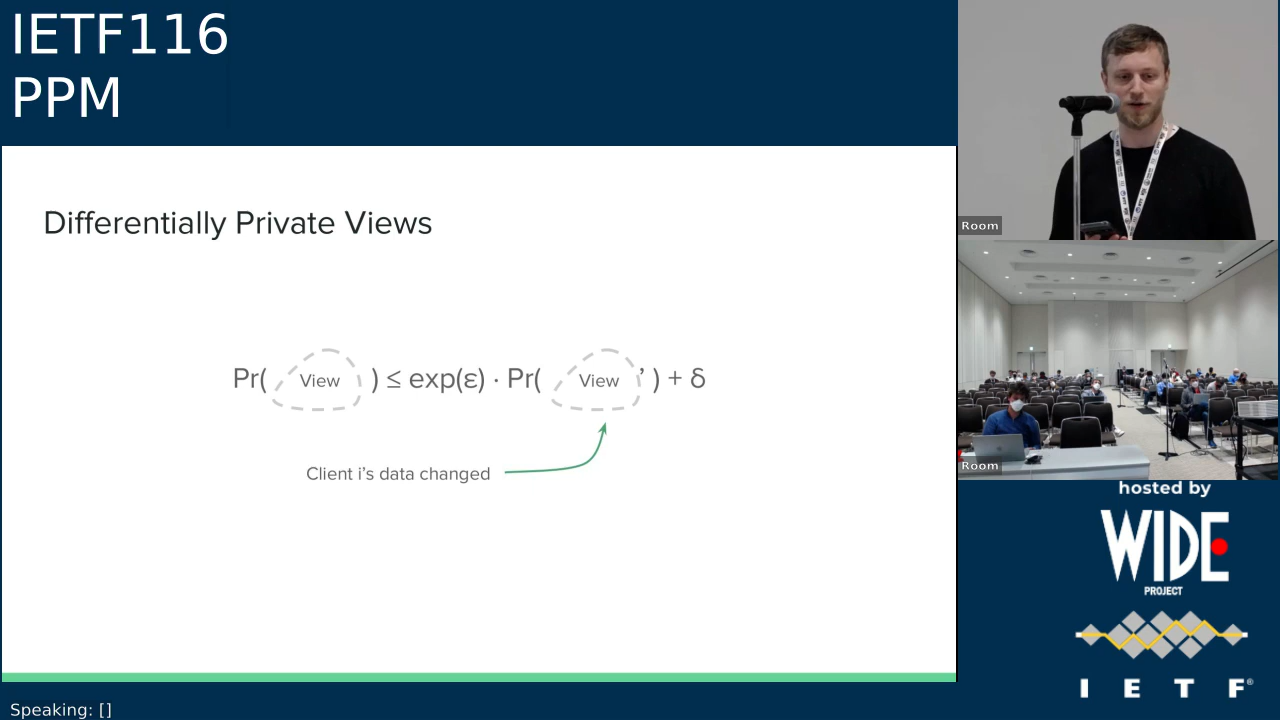 IETF116
PPM
Differentially Private Views
Pr( View ) ≤ exp(ε) · Pr( View ’ ) + δ
Client i’s data changed
Room
Room
hosted by
WIDE
PROJECT
I E T F®
Speaking: []